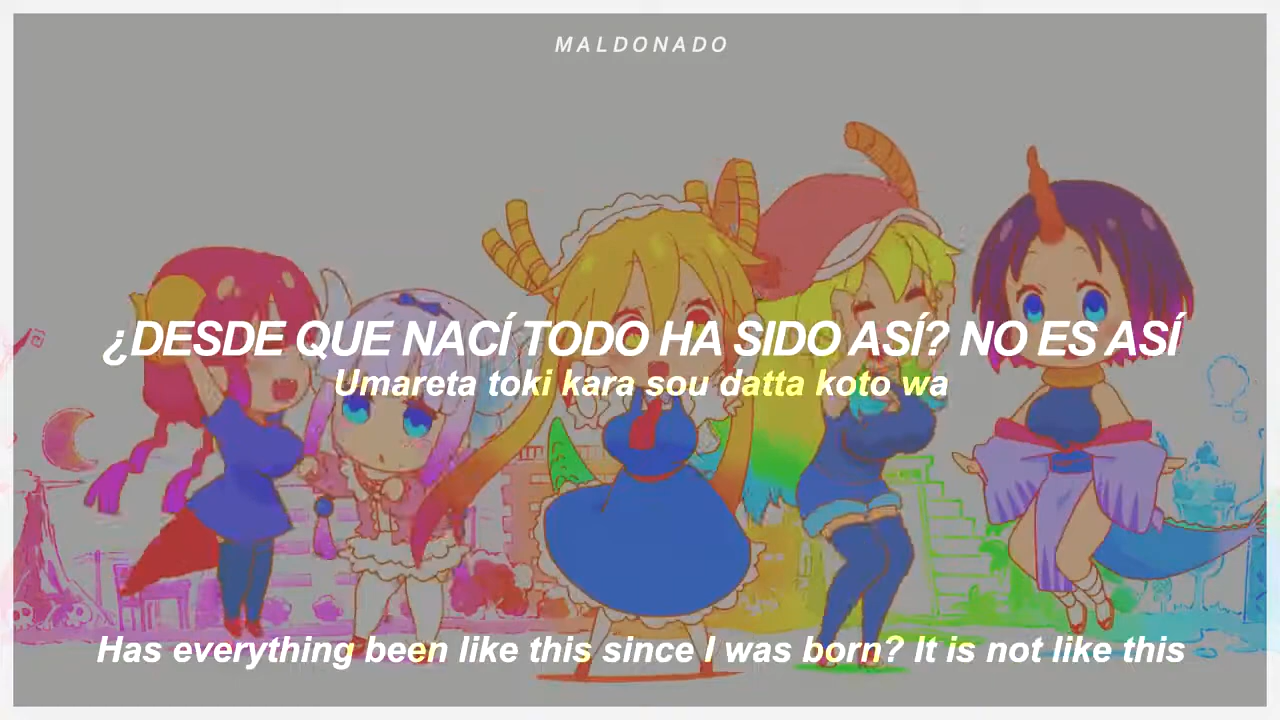 MALDONADO
¿DESDE QUE NACÍ TODO HA SIDO ASÍ? NO ES ASÍ
Umareta toki kara sou datta koto wa
Has everything been like this since I was born? It is not like this